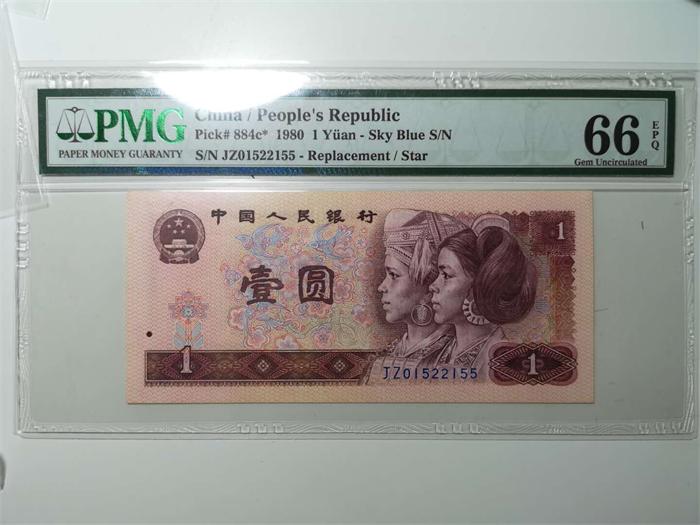 PMG
PAPER MONEY GUARANTY
China / People's Republic
Pick# 884c* 1980 1 Yüan - Sky Blue S/N
S/N JZ01522155 - Replacement / Star
66 EPQ
Gem Uncirculated
中国人民银行
1
壹圆
1
1
JZ01522155